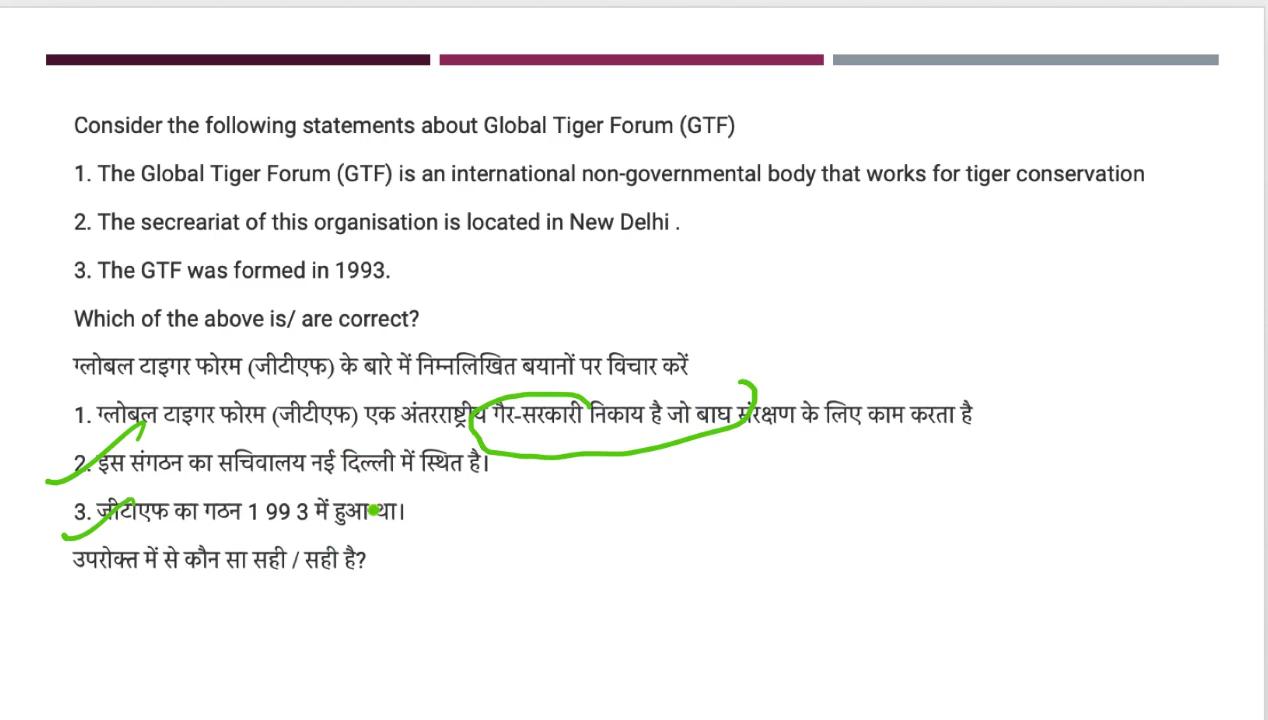 Consider the following statements about Global Tiger Forum (GTF)
1. The Global Tiger Forum (GTF) is an international non-governmental body that works for tiger conservation
2. The secreariat of this organisation is located in New Delhi .
3. The GTF was formed in 1993.
Which of the above is/ are correct?
ग्लोबल टाइगर फोरम (जीटीएफ) के बारे में निम्नलिखित बयानों पर विचार करें
1. ग्लोबल टाइगर फोरम (जीटीएफ) एक अंतरराष्ट्रीय गैर-सरकारी निकाय है जो बाघ संरक्षण के लिए काम करता है
2. इस संगठन का सचिवालय नई दिल्ली में स्थित है।
3. जीटीएफ का गठन 1 99 3 में हुआ था।
उपरोक्त में से कौन सा सही / सही है?